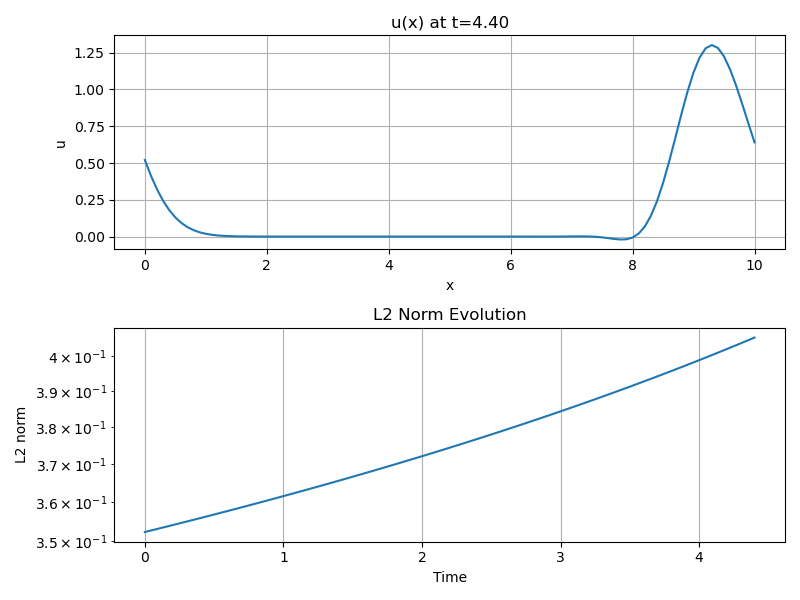 u(x) at t=4.40
1.25
1.00
0.75
0.50
0.25
0.00
u
0 2 4 6 8 10
x
L2 Norm Evolution
4 × 10⁻¹
3.9 × 10⁻¹
3.8 × 10⁻¹
3.7 × 10⁻¹
3.6 × 10⁻¹
3.5 × 10⁻¹
L2 norm
0 1 2 3 4
Time